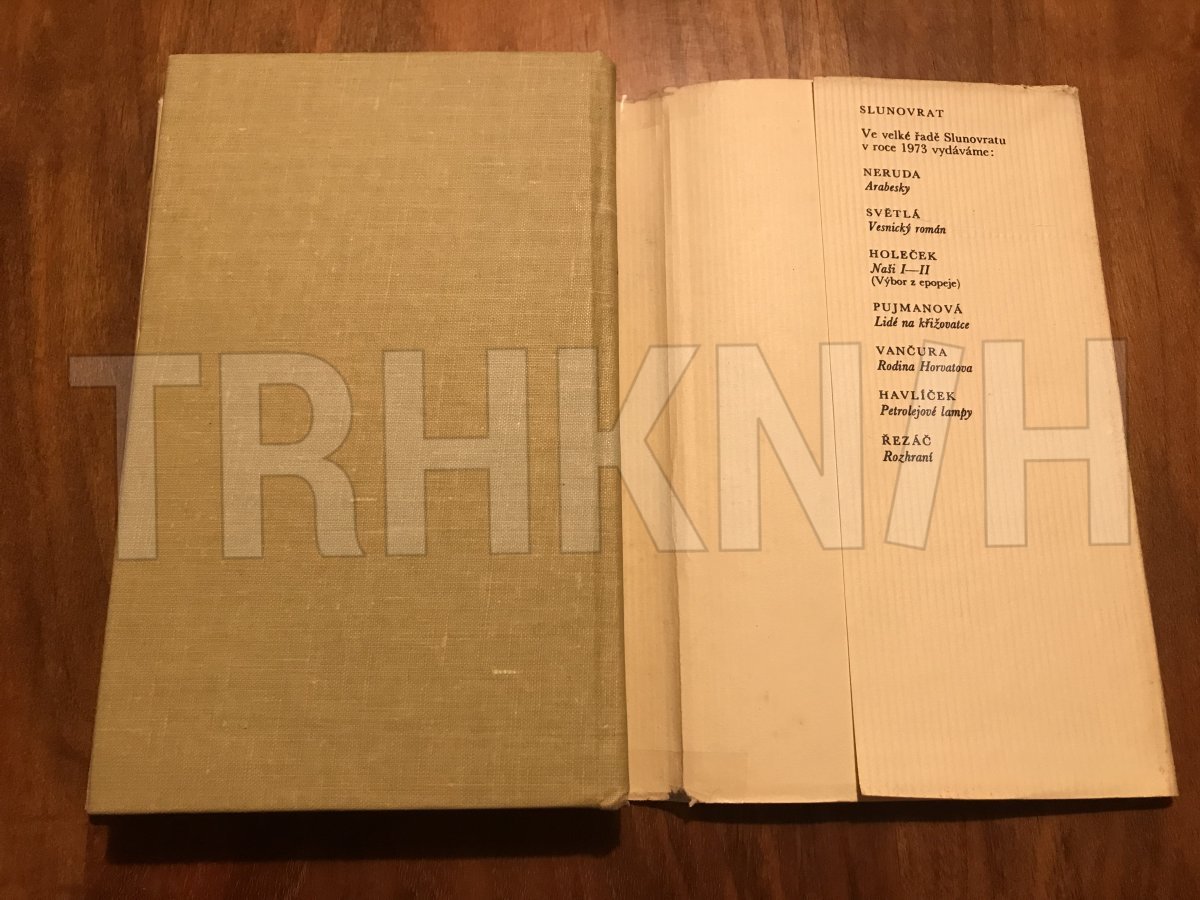 SLUNOVRAT
Ve velké řadě Slunovratu
v roce 1973 vydáváme:
NERUDA
Arabesky
SVĚTLÁ
Vesnický román
HOLEČEK
Naši I—II
(Výbor z epopeje)
PUJMANOVÁ
Lidé na křižovatce
VANČURA
Rodina Horvatova
HAVLÍČEK
Petrolejové lampy
ŘEZÁČ
Rozhraní
TRHKN/H